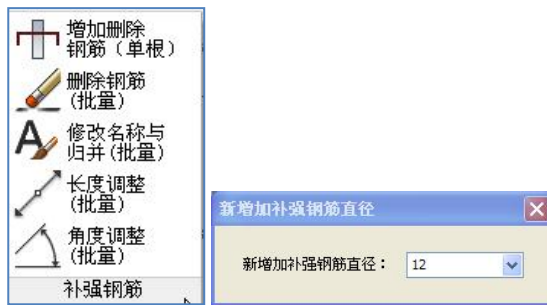 增加删除
钢筋（单根）
删除钢筋
(批量)
修改名称与
归并(批量)
长度调整
(批量)
角度调整
(批量)
补强钢筋
新增加补强钢筋直径
新增加补强钢筋直径：
12